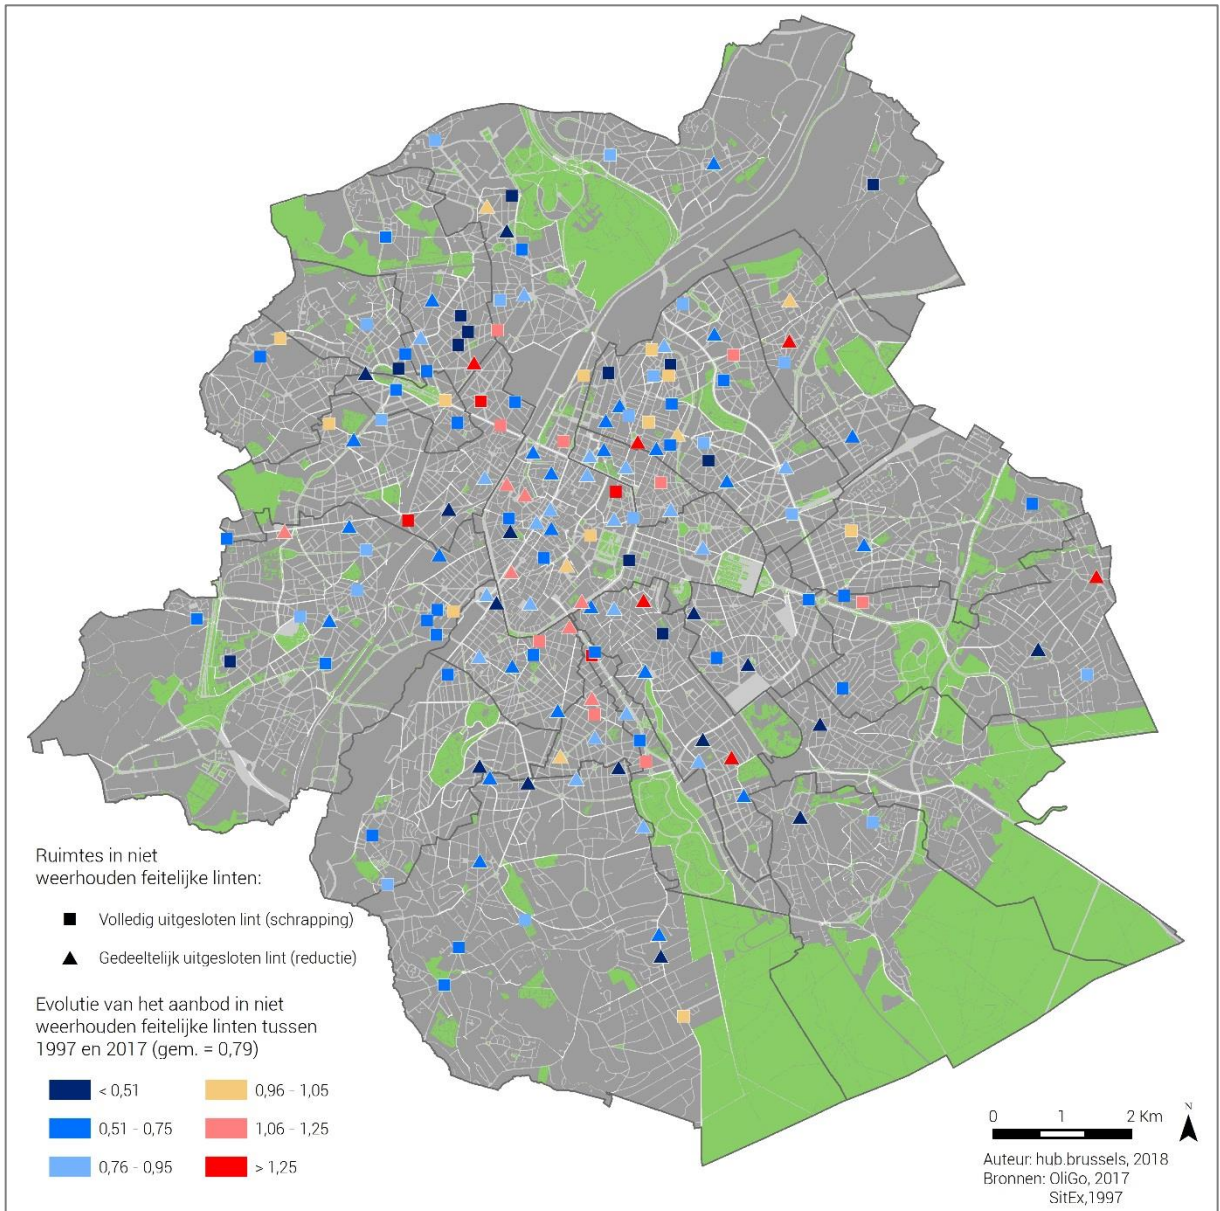 Ruimtes in niet
weerhouden feitelijke linten:
Volledig uitgesloten lint (schrapping)
Gedeeltelijk uitgesloten lint (reductie)
Evolutie van het aanbod in niet
weerhouden feitelijke linten tussen
1997 en 2017 (gem. = 0,79)
< 0,51
0,51 - 0,75
0,76 - 0,95
0,96 - 1,05
1,06 - 1,25
> 1,25
0 1 2 Km
N
Auteur: hub.brussels, 2018
Bronnen: OliGo, 2017
SitEx,1997